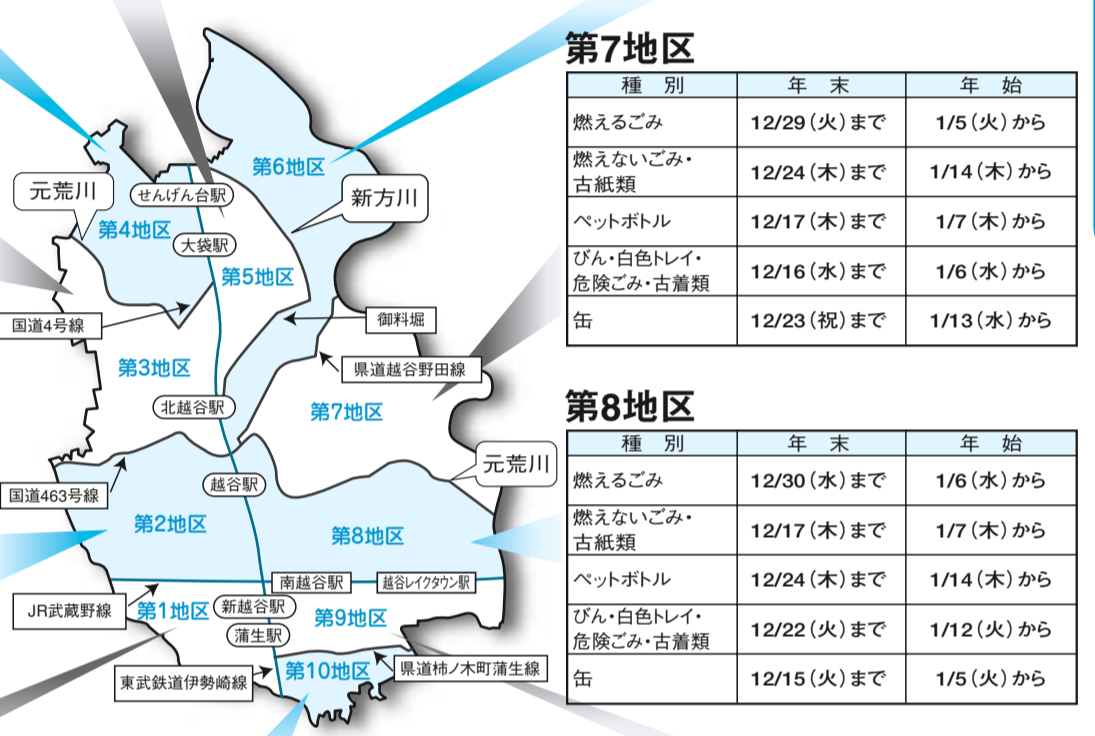 第6地区
元荒川
せんげん台駅
新方川
第4地区
大袋駅
第5地区
国道4号線
御料堀
第3地区
県道越谷野田線
北越谷駅
第7地区
元荒川
国道463号線
越谷駅
第2地区
第8地区
南越谷駅
越谷レイクタウン駅
JR武蔵野線
第1地区
新越谷駅
第9地区
蒲生駅
東武鉄道伊勢崎線
第10地区
県道柿ノ木町蒲生線
第7地区
種 別 年 末 年 始
燃えるごみ 12/29(火)まで 1/5(火)から
燃えないごみ・
古紙類 12/24(木)まで 1/14(木)から
ペットボトル 12/17(木)まで 1/7(木)から
びん・白色トレイ・
危険ごみ・古着類 12/16(水)まで 1/6(水)から
缶 12/23(祝)まで 1/13(水)から
第8地区
種 別 年 末 年 始
燃えるごみ 12/30(水)まで 1/6(水)から
燃えないごみ・
古紙類 12/17(木)まで 1/7(木)から
ペットボトル 12/24(木)まで 1/14(木)から
びん・白色トレイ・
危険ごみ・古着類 12/22(火)まで 1/12(火)から
缶 12/15(火)まで 1/5(火)から